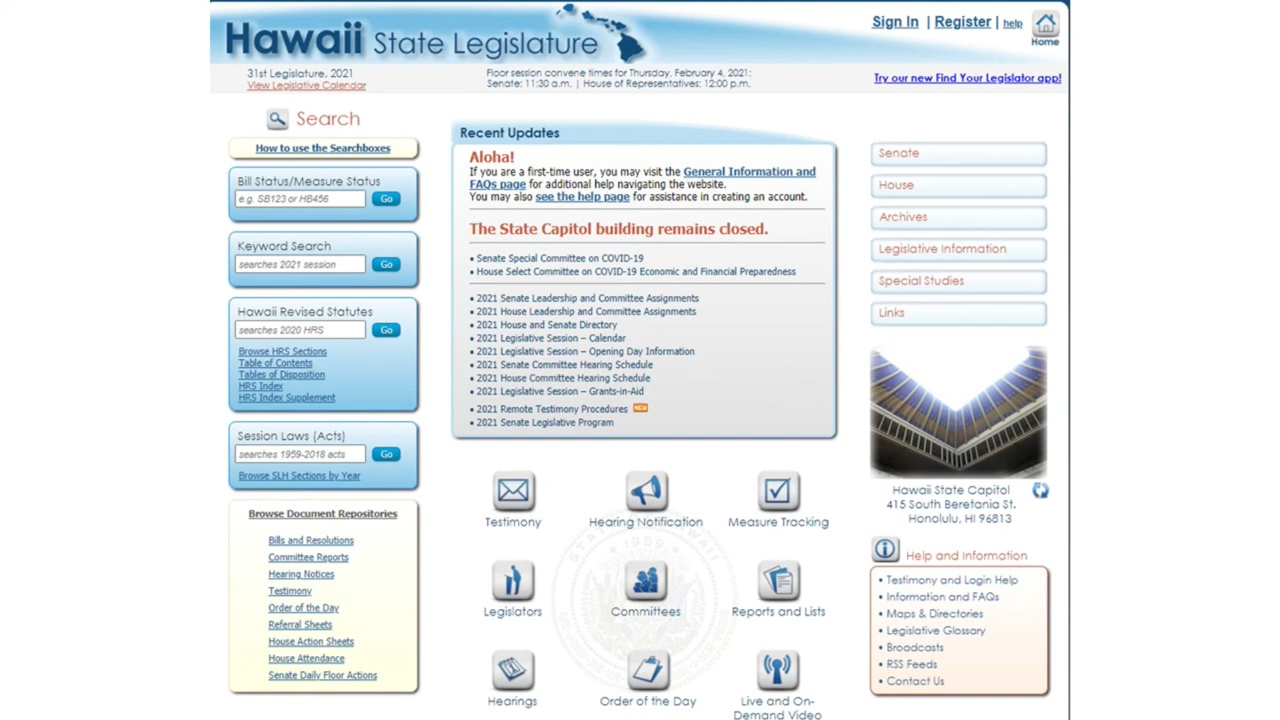 Hawaii State Legislature
Sign In | Register | help
Home
31st Legislature, 2021
View Legislative Calendar
Floor session convene times for Thursday, February 4, 2021:
Senate: 11:30 a.m. | House of Representatives: 12:00 p.m.
Try our new Find Your Legislator app!
Search
How to use the Searchboxes
Bill Status/Measure Status
e.g. SB123 or HB456 Go
Keyword Search
searches 2021 session Go
Hawaii Revised Statutes
searches 2020 HRS Go
Browse HRS Sections
Table of Contents
Tables of Disposition
HRS Index
HRS Index Supplement
Session Laws (Acts)
searches 1959-2018 acts Go
Browse SLH Sections by Year
Browse Document Repositories
Bills and Resolutions
Committee Reports
Hearing Notices
Testimony
Order of the Day
Referral Sheets
House Action Sheets
House Attendance
Senate Daily Floor Actions
Recent Updates
Aloha!
If you are a first-time user, you may visit the General Information and
FAQs page for additional help navigating the website.
You may also see the help page for assistance in creating an account.
The State Capitol building remains closed.
• Senate Special Committee on COVID-19
• House Select Committee on COVID-19 Economic and Financial Preparedness
• 2021 Senate Leadership and Committee Assignments
• 2021 House Leadership and Committee Assignments
• 2021 House and Senate Directory
• 2021 Legislative Session – Calendar
• 2021 Legislative Session – Opening Day Information
• 2021 Senate Committee Hearing Schedule
• 2021 House Committee Hearing Schedule
• 2021 Legislative Session – Grants-in-Aid
• 2021 Remote Testimony Procedures NEW
• 2021 Senate Legislative Program
Testimony
Hearing Notification
Measure Tracking
1959
Legislators
Committees
Reports and Lists
Hearings
Order of the Day
Live and On-
Demand Video
Senate
House
Archives
Legislative Information
Special Studies
Links
Hawaii State Capitol
415 South Beretania St.
Honolulu, HI 96813
Help and Information
• Testimony and Login Help
• Information and FAQs
• Maps & Directories
• Legislative Glossary
• Broadcasts
• RSS Feeds
• Contact Us